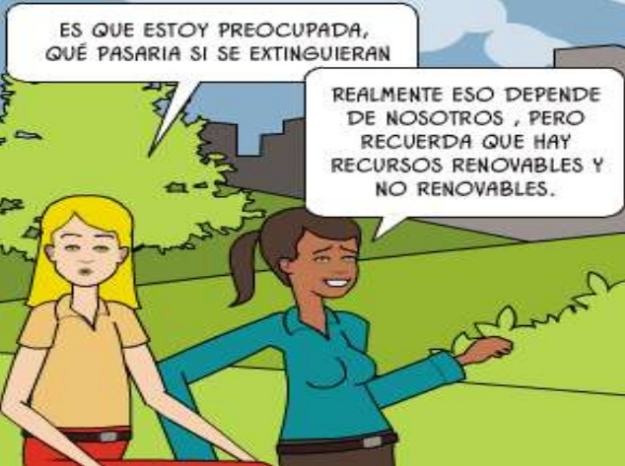 ES QUE ESTOY PREOCUPADA,
QUÉ PASARIA SI SE EXTINGUIERAN
REALMENTE ESO DEPENDE
DE NOSOTROS , PERO
RECUERDA QUE HAY
RECURSOS RENOVABLES Y
NO RENOVABLES.